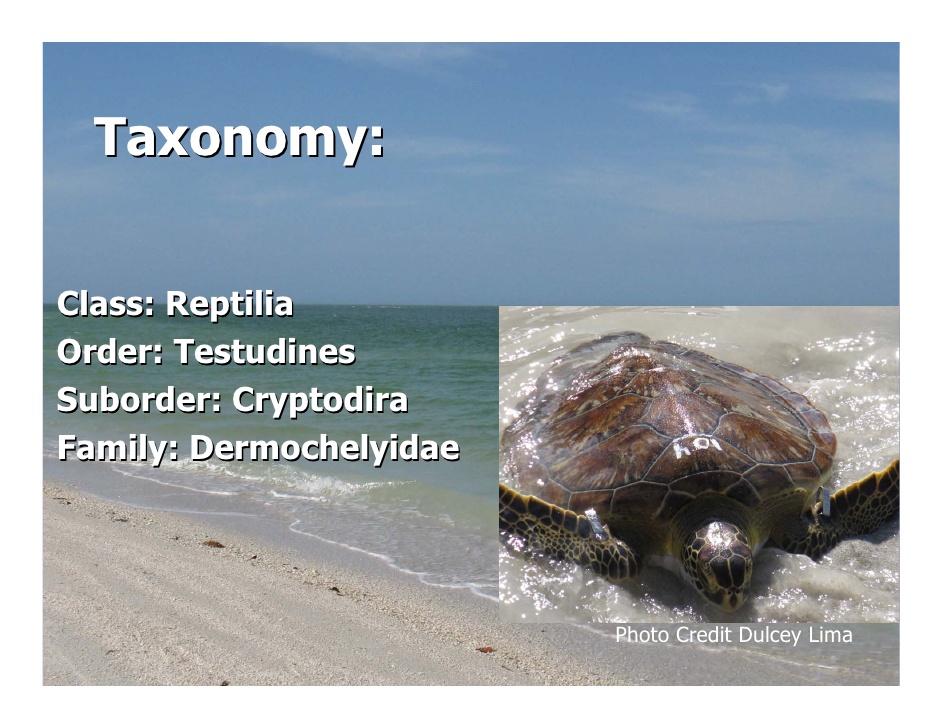 Taxonomy:
Class: Reptilia
Order: Testudines
Suborder: Cryptodira
Family: Dermochelyidae
Photo Credit Dulcey Lima